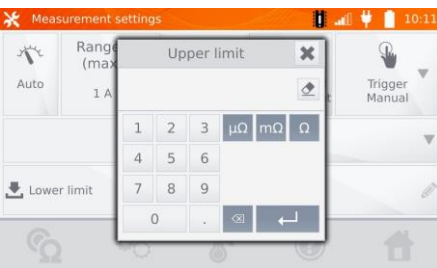 Measurement settings 10:11
Auto
Range
(max
1 A
Upper limit
Trigger
Manual
1 2 3 µΩ mΩ Ω
4 5 6
7 8 9
0 .
Lower limit